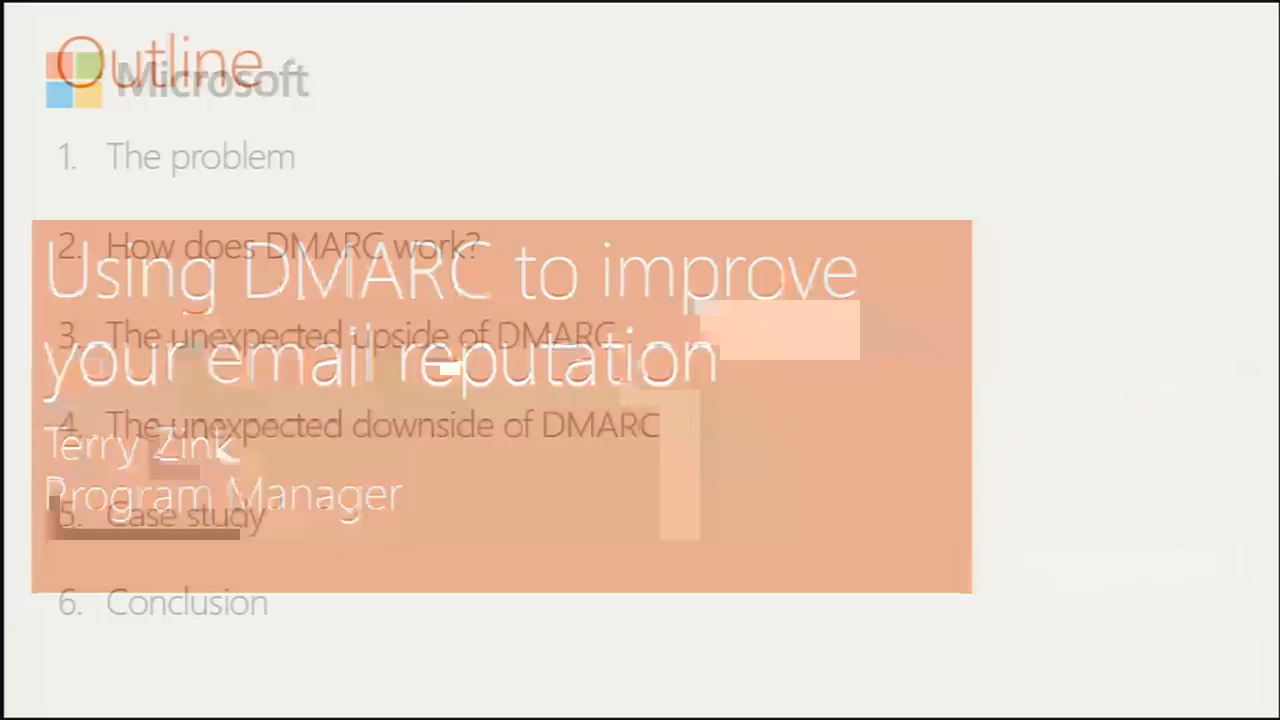 Outline
Microsoft
1. The problem
2. How does DMARC work?
Using DMARC to improve
3. The unexpected upside of DMARC
your email reputation
4. The unexpected downside of DMARC
Terry Zink
Program Manager
5. Case study
6. Conclusion